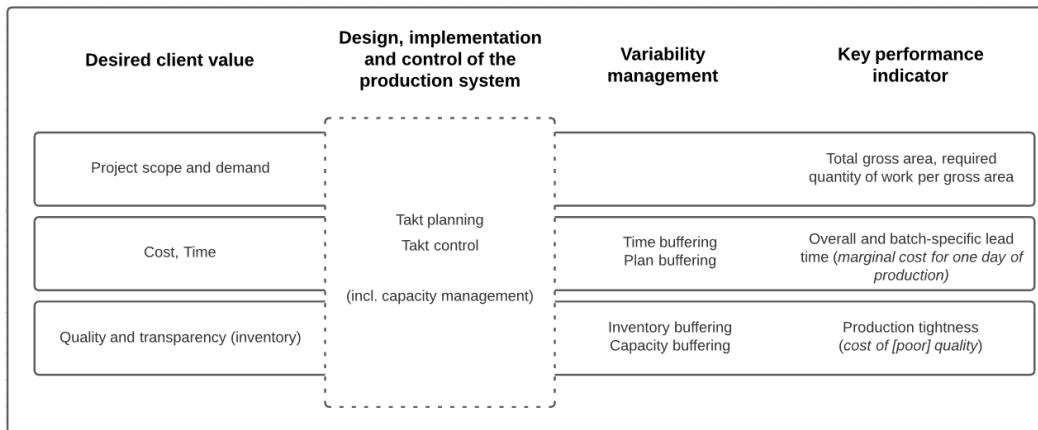 Desired client value
Design, implementation
and control of the
production system
Variability
management
Key performance
indicator
Project scope and demand
Total gross area, required
quantity of work per gross area
Takt planning
Takt control
(incl. capacity management)
Cost, Time
Time buffering
Plan buffering
Overall and batch-specific lead
time (marginal cost for one day of
production)
Quality and transparency (inventory)
Inventory buffering
Capacity buffering
Production tightness
(cost of [poor] quality)